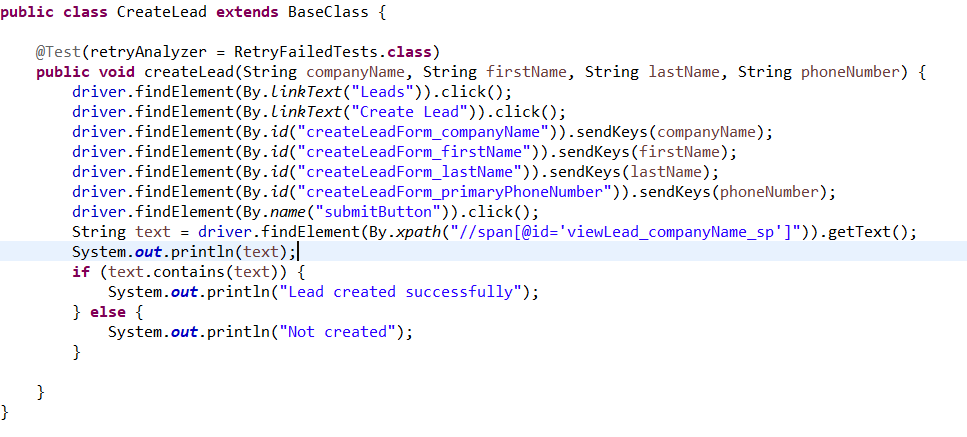 public class CreateLead extends BaseClass {
@Test(retryAnalyzer = RetryFailedTests.class)
public void createLead(String companyName, String firstName, String lastName, String phoneNumber) {
driver.findElement(By.linkText("Leads")).click();
driver.findElement(By.linkText("Create Lead")).click();
driver.findElement(By.id("createLeadForm_companyName")).sendKeys(companyName);
driver.findElement(By.id("createLeadForm_firstName")).sendKeys(firstName);
driver.findElement(By.id("createLeadForm_lastName")).sendKeys(lastName);
driver.findElement(By.id("createLeadForm_primaryPhoneNumber")).sendKeys(phoneNumber);
driver.findElement(By.name("submitButton")).click();
String text = driver.findElement(By.xpath("//span[@id='viewLead_companyName_sp']")).getText();
System.out.println(text);
if (text.contains(text)) {
System.out.println("Lead created successfully");
} else {
System.out.println("Not created");
}
}
}